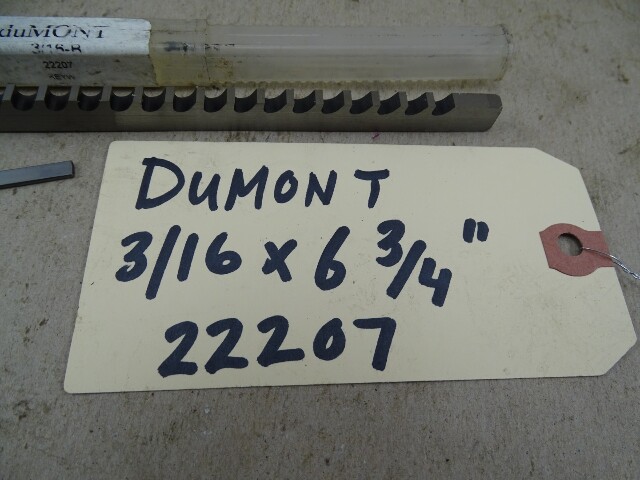 duMONT
3/16-B
22207
DUMONT
3/16 x 6 3/4"
22207